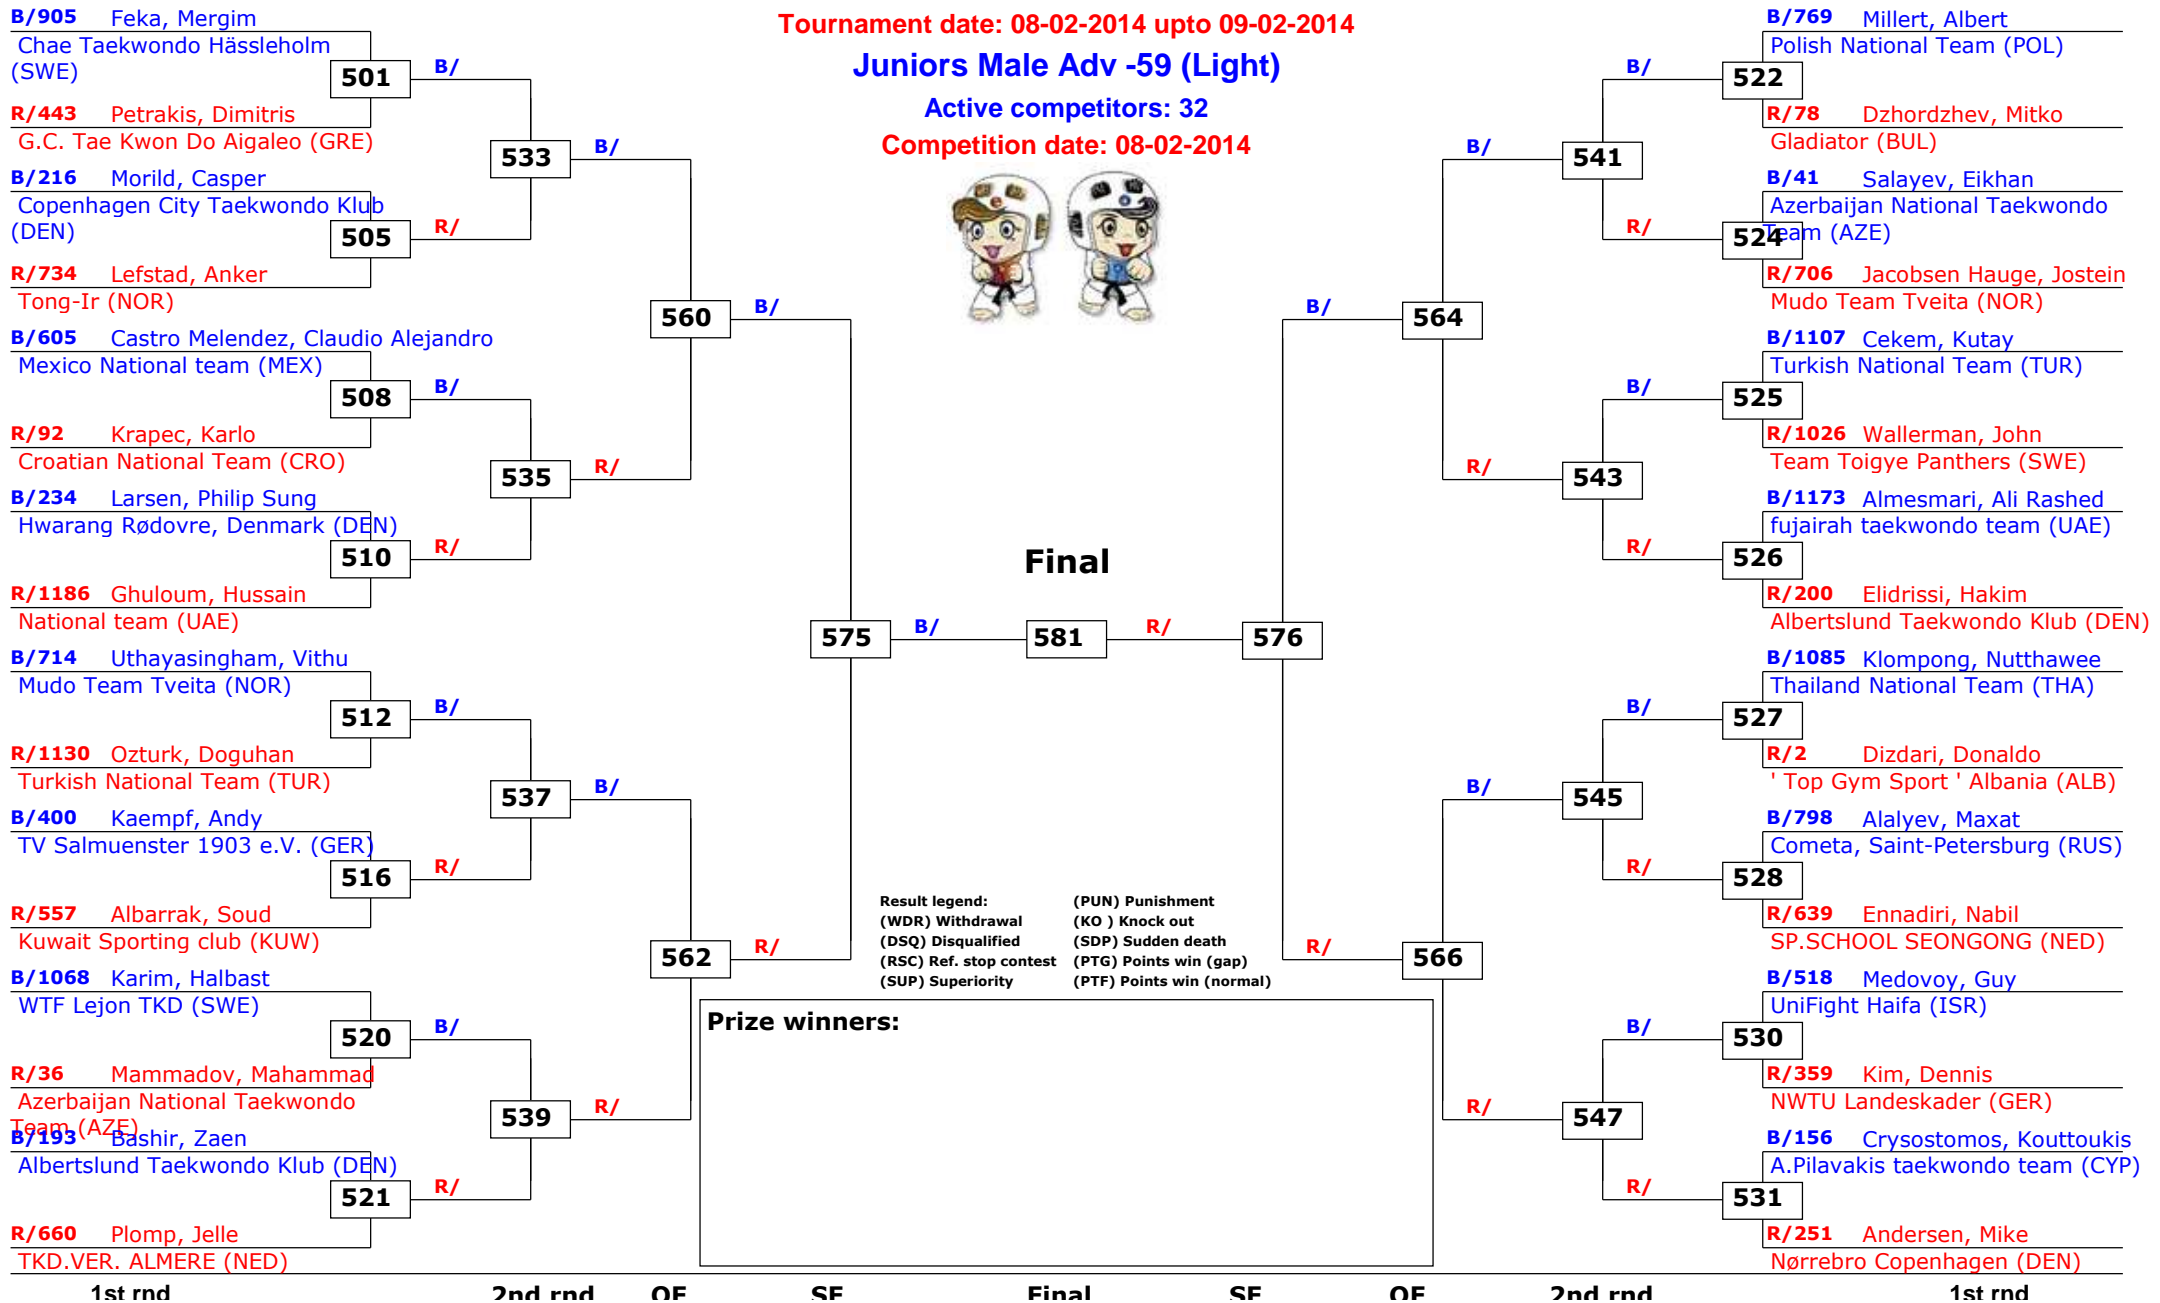 Tournament date: 08-02-2014 upto 09-02-2014
Juniors Male Adv -59 (Light)
Active competitors: 32
Competition date: 08-02-2014
B/905 Feka, Mergim
Chae Taekwondo Hässleholm
(SWE)
501
B/
R/443 Petrakis, Dimitris
G.C. Tae Kwon Do Aigaleo (GRE)
533
B/
B/216 Morild, Casper
Copenhagen City Taekwondo Klub
(DEN)
505
R/
R/734 Lefstad, Anker
Tong-Ir (NOR)
560
B/
B/605 Castro Melendez, Claudio Alejandro
Mexico National team (MEX)
508
B/
R/92 Krapec, Karlo
Croatian National Team (CRO)
535
R/
B/234 Larsen, Philip Sung
Hwarang Rødovre, Denmark (DEN)
510
R/
R/1186 Ghuloum, Hussain
National team (UAE)
575
B/
B/714 Uthayasingham, Vithu
Mudo Team Tveita (NOR)
512
B/
R/1130 Ozturk, Doguhan
Turkish National Team (TUR)
537
B/
B/400 Kaempf, Andy
TV Salmuenster 1903 e.V. (GER)
516
R/
R/557 Albarrak, Soud
Kuwait Sporting club (KUW)
562
R/
B/1068 Karim, Halbast
WTF Lejon TKD (SWE)
520
B/
R/36 Mammadov, Mahammad
Azerbaijan National Taekwondo
Team (AZE)
539
R/
B/193 Bashir, Zaen
Albertslund Taekwondo Klub (DEN)
521
R/
R/660 Plomp, Jelle
TKD.VER. ALMERE (NED)
Final
581
R/
576
B/769 Millert, Albert
Polish National Team (POL)
B/
522
R/78 Dzhordzhev, Mitko
Gladiator (BUL)
B/
541
B/41 Salayev, Eikhan
Azerbaijan National Taekwondo
Team (AZE)
R/
524
R/706 Jacobsen Hauge, Jostein
Mudo Team Tveita (NOR)
B/
564
B/1107 Cekem, Kutay
Turkish National Team (TUR)
B/
525
R/1026 Wallerman, John
Team Toigye Panthers (SWE)
R/
543
B/1173 Almesmari, Ali Rashed
fujairah taekwondo team (UAE)
R/
526
R/200 Elidrissi, Hakim
Albertslund Taekwondo Klub (DEN)
B/1085 Klompong, Nutthawee
Thailand National Team (THA)
B/
527
R/2 Dizdari, Donaldo
' Top Gym Sport ' Albania (ALB)
B/
545
B/798 Alalyev, Maxat
Cometa, Saint-Petersburg (RUS)
R/
528
R/639 Ennadiri, Nabil
SP.SCHOOL SEONGONG (NED)
R/
566
B/518 Medovoy, Guy
UniFight Haifa (ISR)
B/
530
R/359 Kim, Dennis
NWTU Landeskader (GER)
R/
547
B/156 Crysostomos, Kouttoukis
A.Pilavakis taekwondo team (CYP)
R/
531
R/251 Andersen, Mike
Nørrebro Copenhagen (DEN)
Result legend: (PUN) Punishment
(WDR) Withdrawal (KO ) Knock out
(DSQ) Disqualified (SDP) Sudden death
(RSC) Ref. stop contest (PTG) Points win (gap)
(SUP) Superiority (PTF) Points win (normal)
Prize winners:
1st rnd 2nd rnd QF SF Final SF QF 2nd rnd 1st rnd